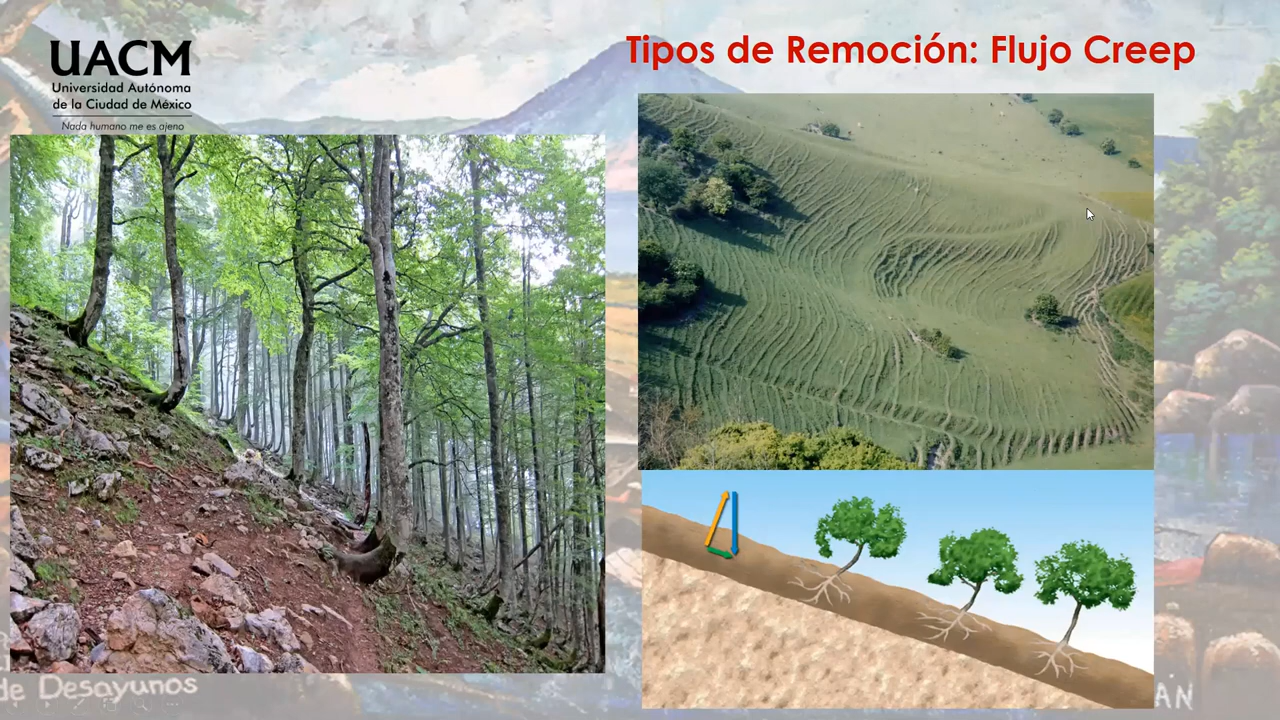 UACM
Universidad Autónoma
de la Ciudad de México
Nada humano me es ajeno
Tipos de Remoción: Flujo Creep
de Desayunos
AN